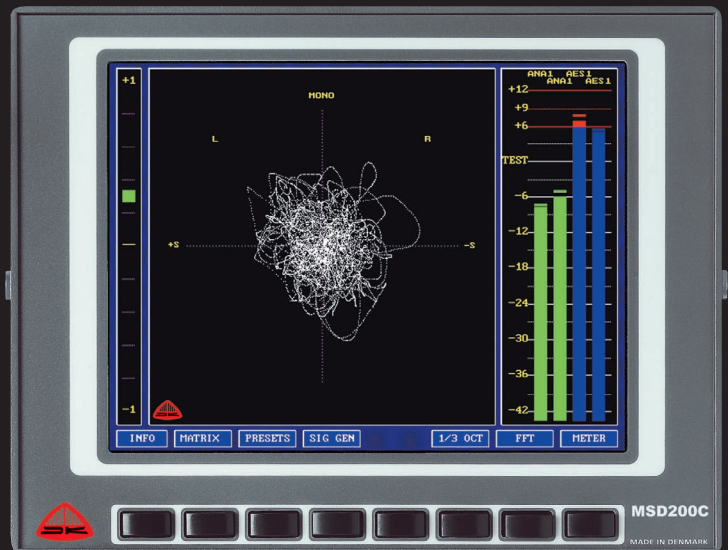 +1
-1
MONO
L
R
+S
-S
ANA1 AES1
ANA1 AES1
+12
+9
+6
TEST
-6
-12
-18
-24
-30
-36
-42
INFO
MATRIX
PRESETS
SIG GEN
1/3 OCT
FFT
METER
DK
MSD200C
MADE IN DENMARK